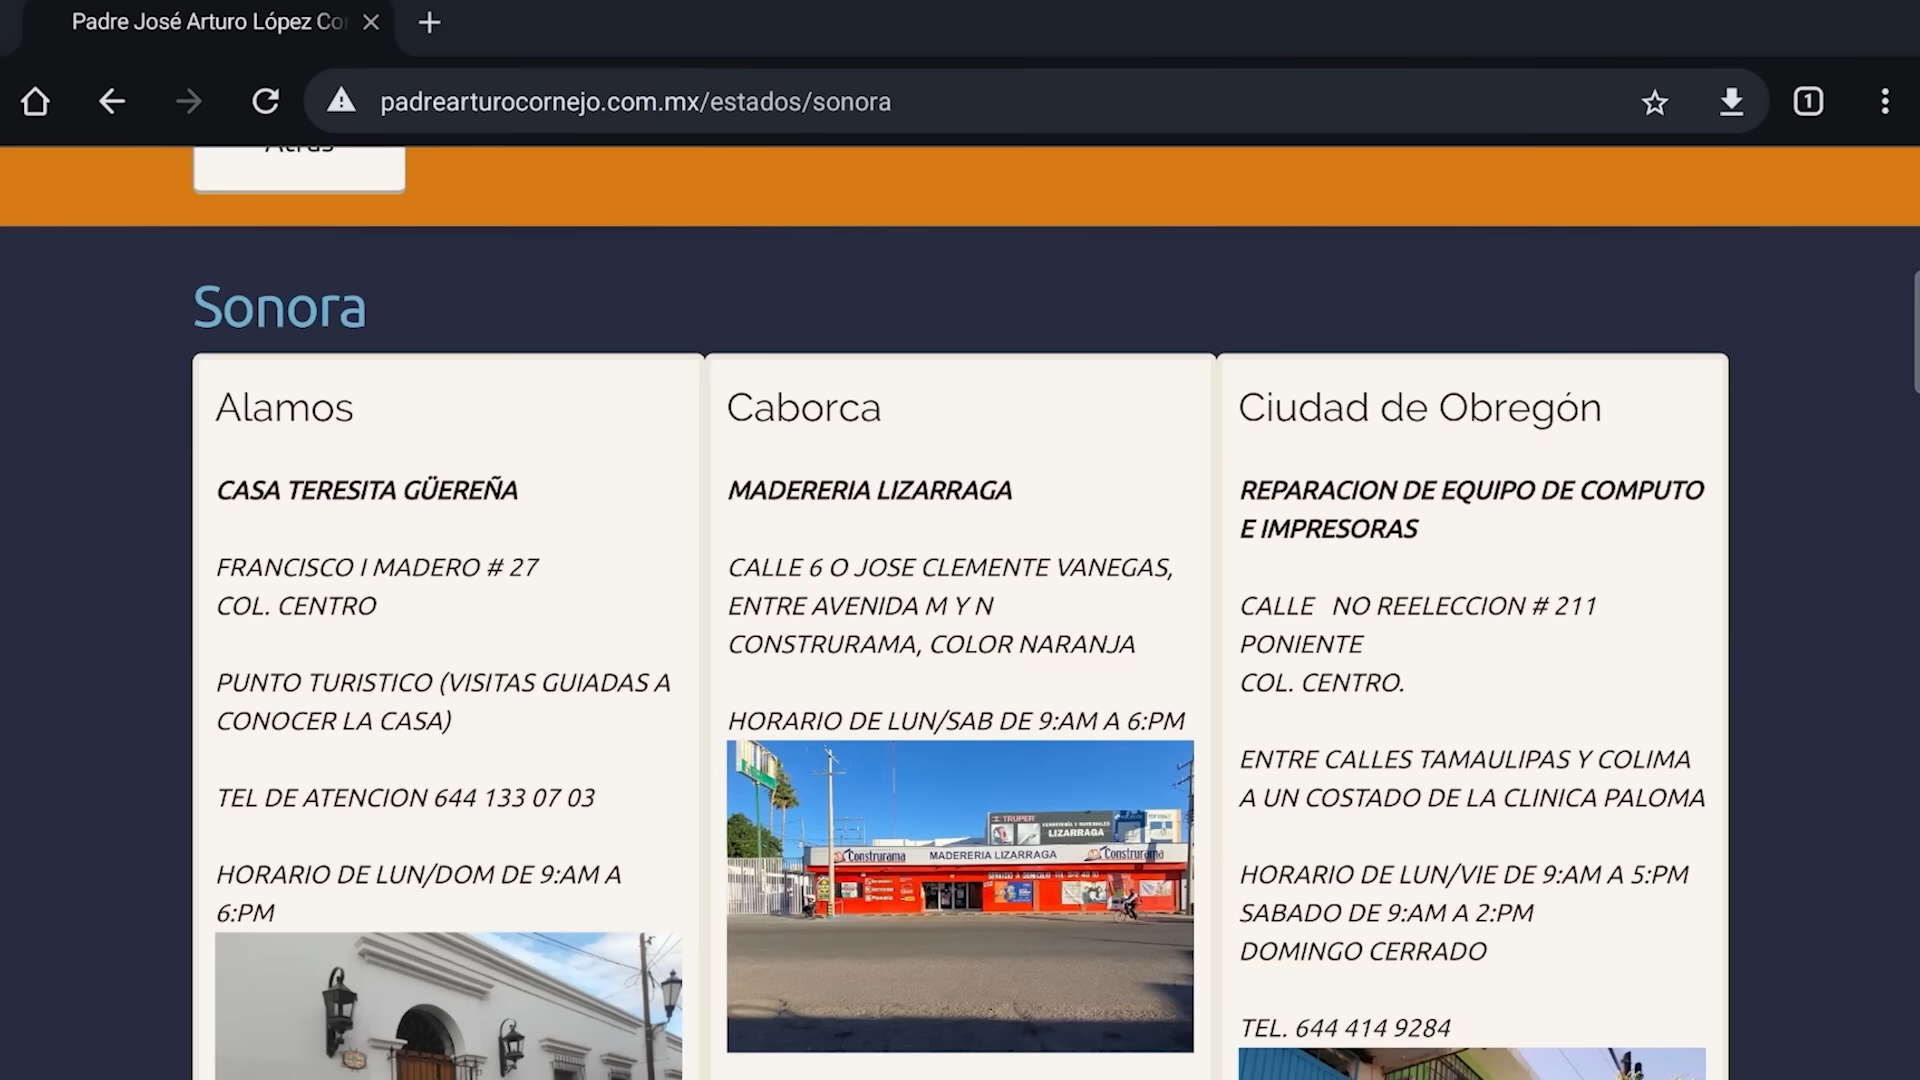 Padre José Arturo López Cor
padrearturocornejo.com.mx/estados/sonora
1
Atrás
Sonora
Alamos
CASA TERESITA GÜEREÑA
FRANCISCO I MADERO # 27
COL. CENTRO
PUNTO TURISTICO (VISITAS GUIADAS A
CONOCER LA CASA)
TEL DE ATENCION 644 133 07 03
HORARIO DE LUN/DOM DE 9:AM A
6:PM
Caborca
MADERERIA LIZARRAGA
CALLE 6 O JOSE CLEMENTE VANEGAS,
ENTRE AVENIDA M Y N
CONSTRURAMA, COLOR NARANJA
HORARIO DE LUN/SAB DE 9:AM A 6:PM
TRUPER
LIZARRAGA
Construrama MADERERIA LIZARRAGA Construrama
Ciudad de Obregón
REPARACION DE EQUIPO DE COMPUTO
E IMPRESORAS
CALLE NO REELECCION # 211
PONIENTE
COL. CENTRO.
ENTRE CALLES TAMAULIPAS Y COLIMA
A UN COSTADO DE LA CLINICA PALOMA
HORARIO DE LUN/VIE DE 9:AM A 5:PM
SABADO DE 9:AM A 2:PM
DOMINGO CERRADO
TEL. 644 414 9284